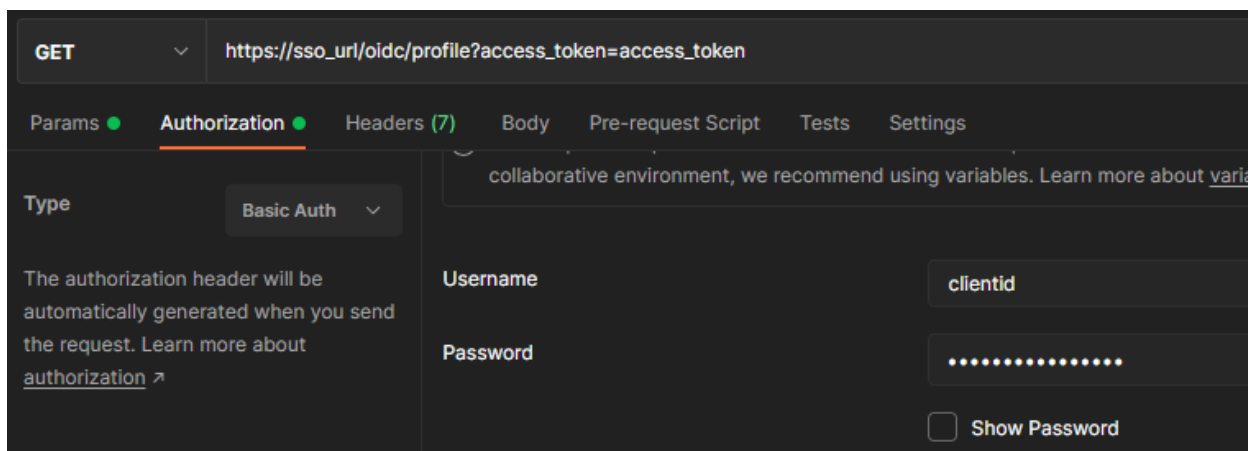 GET
https://sso_url/oidc/profile?access_token=access_token
Params
Authorization
Headers (7)
Body
Pre-request Script
Tests
Settings
collaborative environment, we recommend using variables. Learn more about
Type
Basic Auth
The authorization header will be
automatically generated when you send
the request. Learn more about
authorization ↗
Username
clientid
Password
••••••••••••••••
Show Password